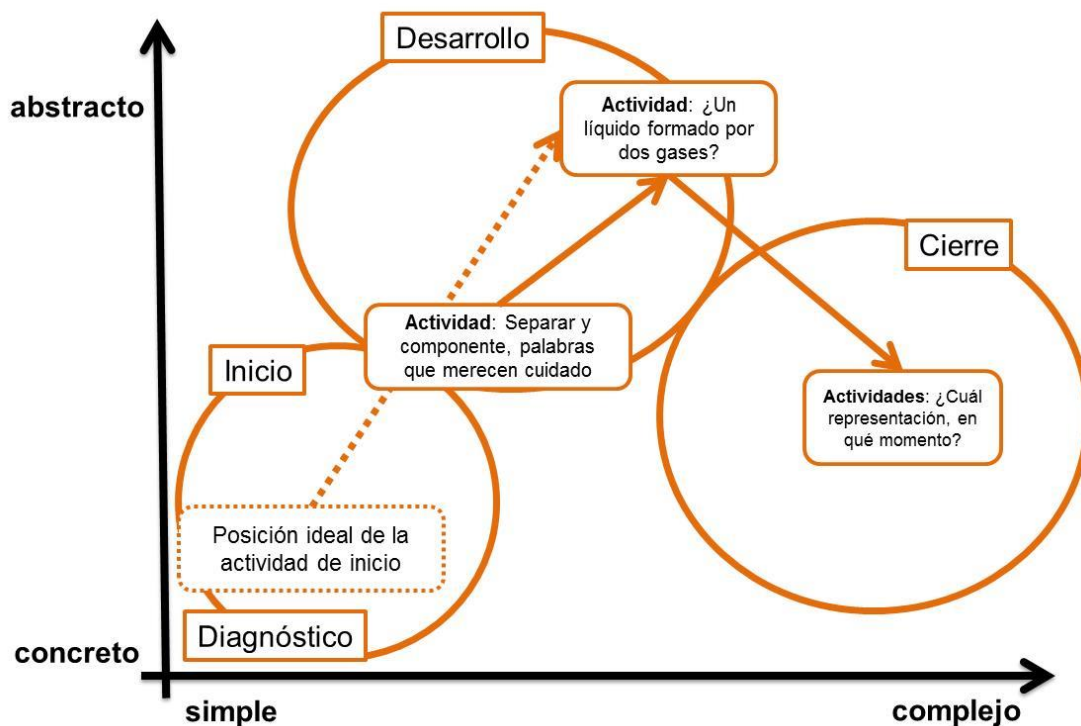 Desarrollo
abstracto
Actividad: ¿Un
líquido formado por
dos gases?
Cierre
Actividad: Separar y
componente, palabras
que merecen cuidado
Inicio
Actividades: ¿Cuál
representación, en
qué momento?
Posición ideal de la
actividad de inicio
Diagnóstico
concreto
simple
complejo